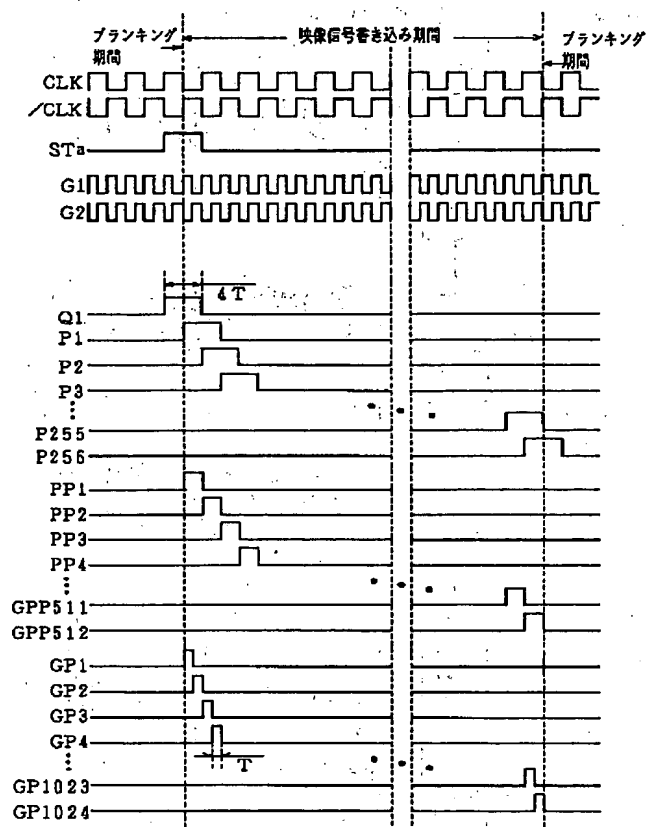 ブランキング
期間
映像信号書き込み期間
ブランキング
期間
CLK
/CLK
STa
G1
G2
4T
Q1
P1
P2
P3
P255
P256
PP1
PP2
PP3
PP4
GPP511
GPP512
GP1
GP2
GP3
GP4
T
GP1023
GP1024